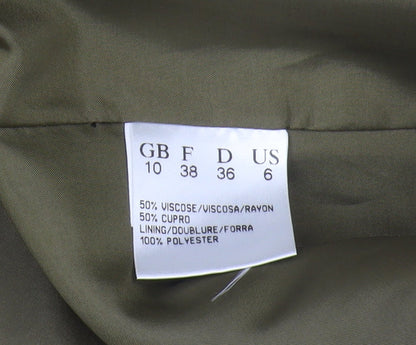 GB F D US
10 38 36 6
50% VISCOSE/VISCOSA/RAYON
50% CUPRO
LINING/DOUBLURE/FORRA
100% POLYESTER